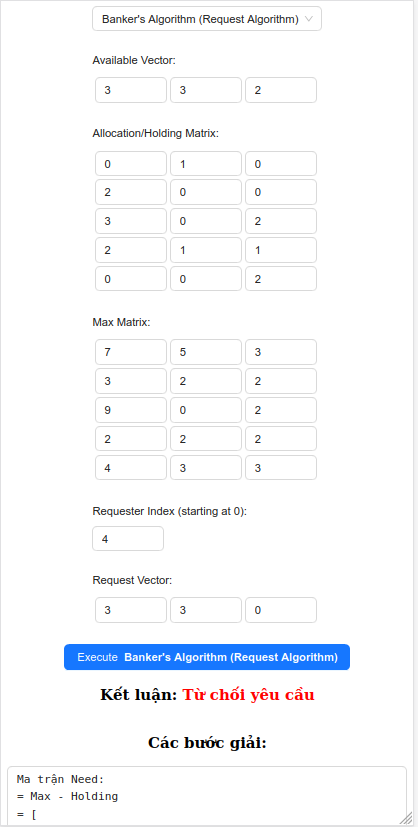 Banker's Algorithm (Request Algorithm)
Available Vector:
3 3 2
Allocation/Holding Matrix:
0 1 0
2 0 0
3 0 2
2 1 1
0 0 2
Max Matrix:
7 5 3
3 2 2
9 0 2
2 2 2
4 3 3
Requester Index (starting at 0):
4
Request Vector:
3 3 0
Execute Banker's Algorithm (Request Algorithm)
Kết luận: Từ chối yêu cầu
Các bước giải:
Ma trận Need:
= Max - Holding
= [